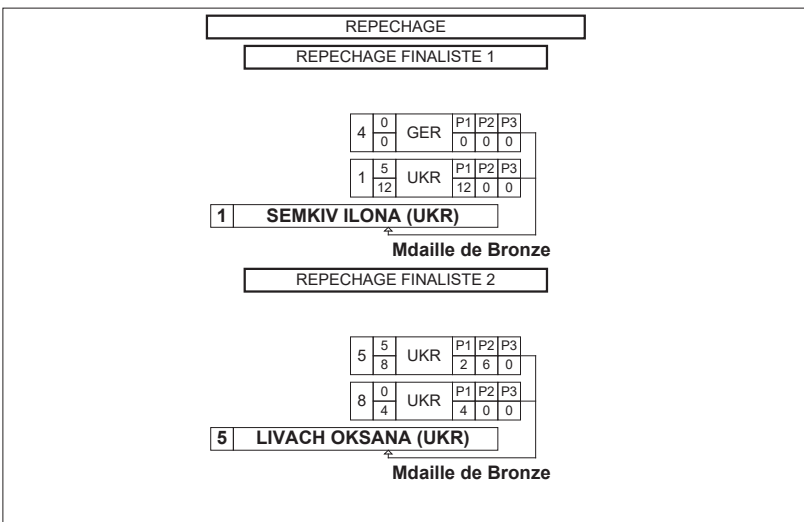 REPECHAGE
REPECHAGE FINALISTE 1
4 0 GER P1 P2 P3
0 0 0 0
1 5 UKR P1 P2 P3
12 12 0 0
1 SEMKIV ILONA (UKR)
Mdaille de Bronze
REPECHAGE FINALISTE 2
5 5 UKR P1 P2 P3
8 2 6 0
8 0 UKR P1 P2 P3
4 4 0 0
5 LIVACH OKSANA (UKR)
Mdaille de Bronze